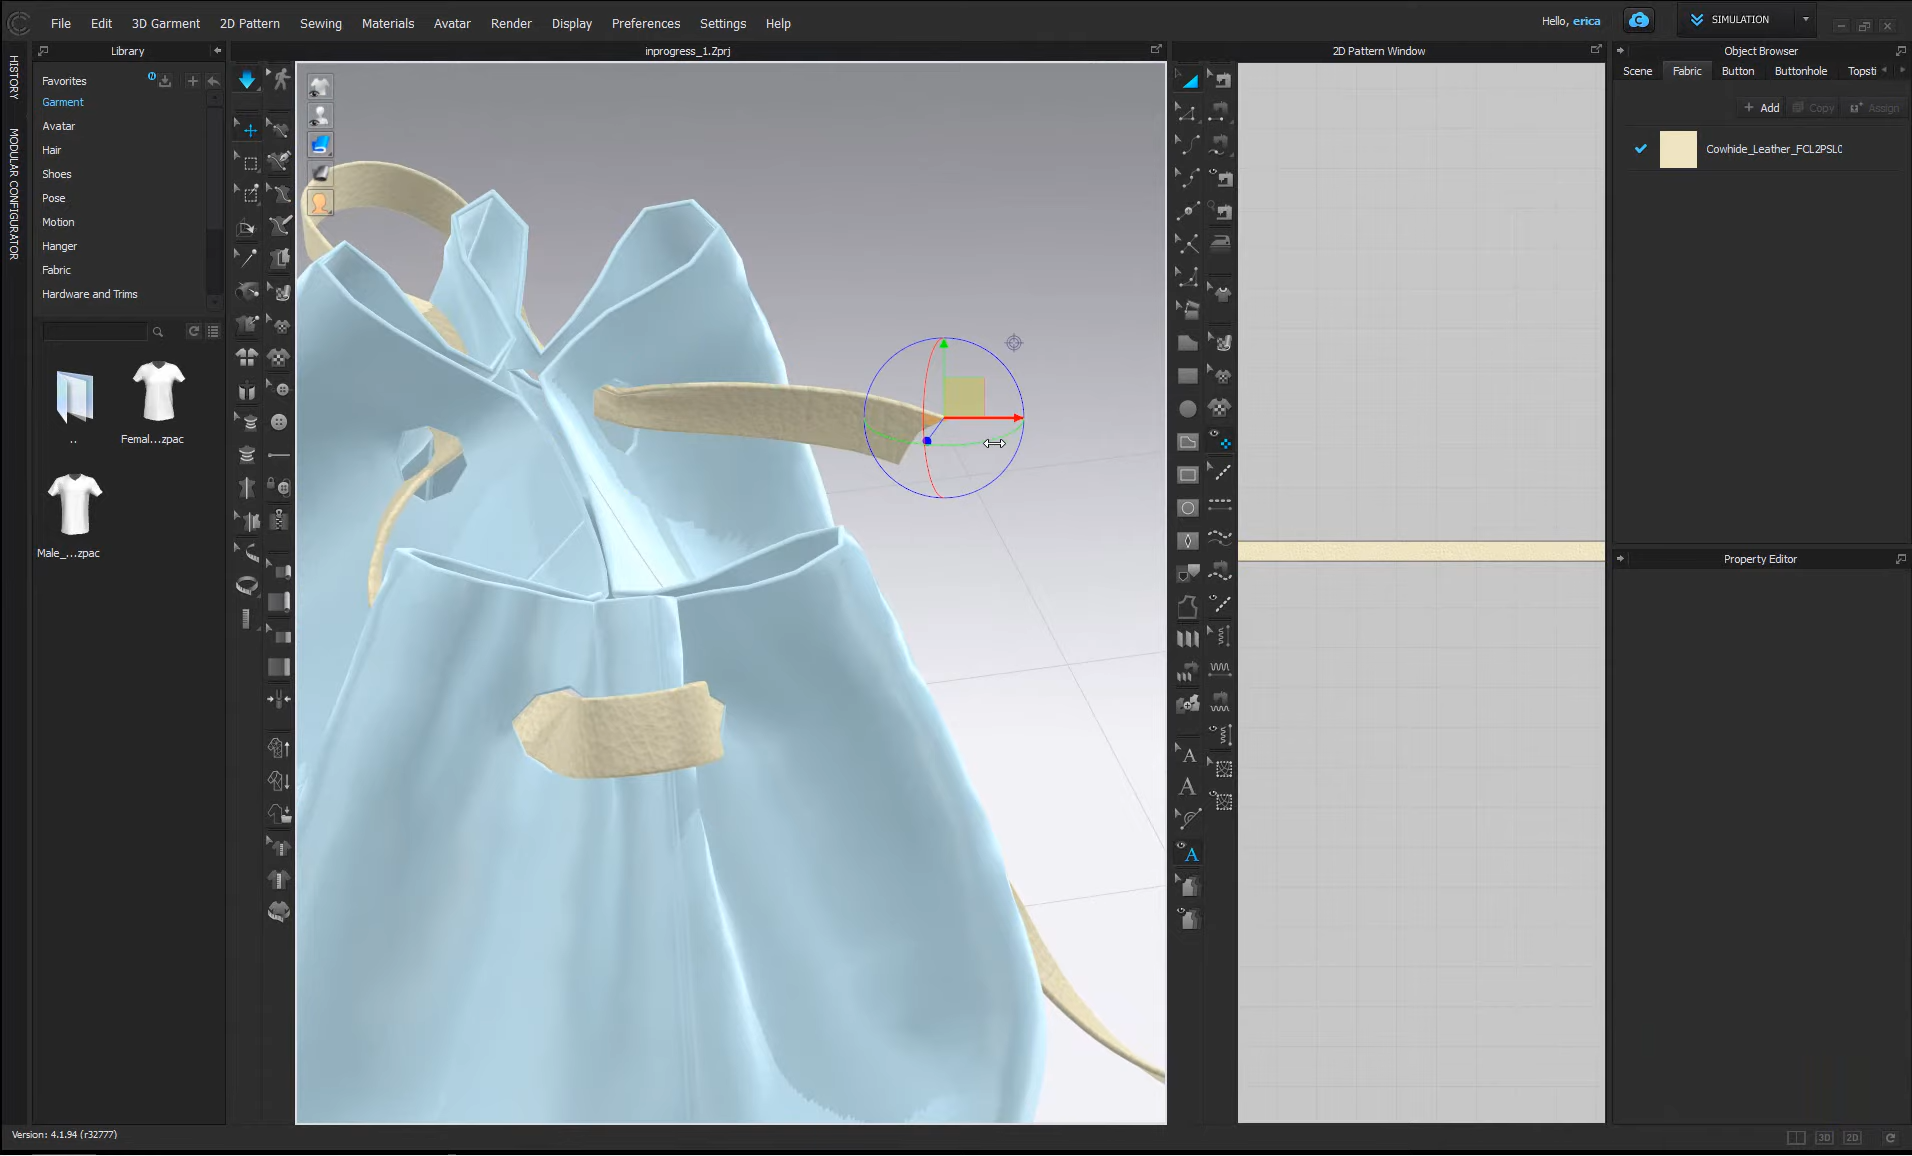 File Edit 3D Garment 2D Pattern Sewing Materials Avatar Render Display Preferences Settings Help
Hello, erica
SIMULATION
HISTORY
MODULAR CONFIGURATOR
Library
inprogress_1.Zprj
2D Pattern Window
Object Browser
Favorites
Garment
Avatar
Hair
Shoes
Pose
Motion
Hanger
Fabric
Hardware and Trims
..
Femal...zpac
Male_...zpac
Scene Fabric Button Buttonhole Topsti
+ Add Copy Assign
Cowhide_Leather_FCL2PSL0
Property Editor
A
A
A
Version: 4.1.94 (r32777)
3D 2D